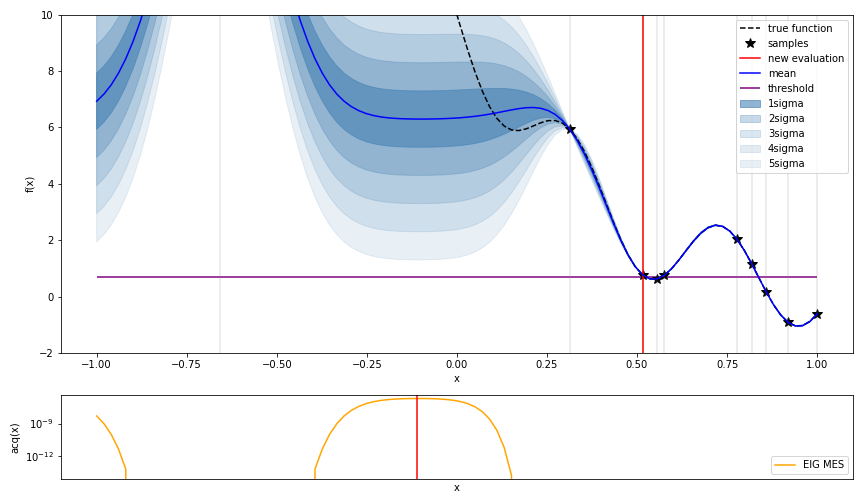 10
8
6
4
2
0
−2
f(x)
−1.00
−0.75
−0.50
−0.25
0.00
0.25
0.50
0.75
1.00
x
true function
samples
new evaluation
mean
threshold
1sigma
2sigma
3sigma
4sigma
5sigma
10⁻⁹
10⁻¹²
acq(x)
EIG MES
x